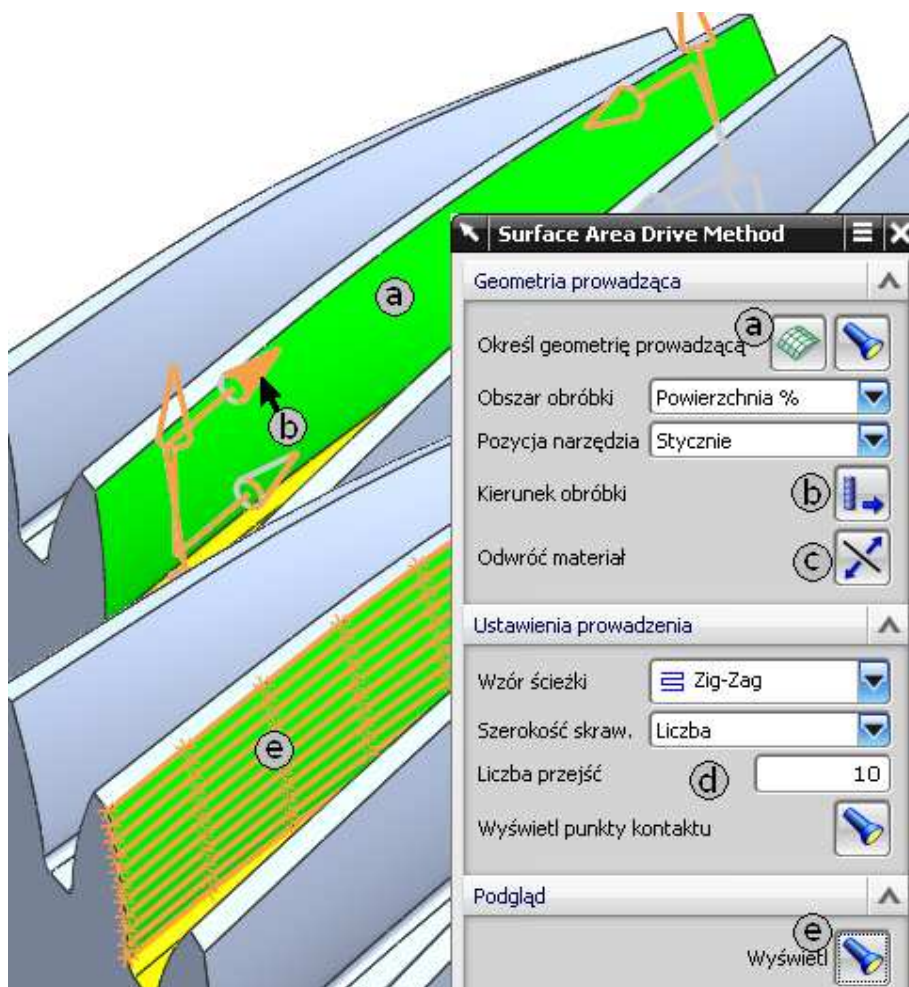 Surface Area Drive Method
Geometria prowadząca
a
a
Określ geometrię prowadzącą
Obszar obróbki Powierzchnia %
b
Pozycja narzędzia Stycznie
Kierunek obróbki b
Odwróć materiał c
Ustawienia prowadzenia
Wzór ścieżki Zig-Zag
Szerokość skraw. Liczba
e
Liczba przejść d 10
Wyświetl punkty kontaktu
Podgląd
e
Wyświetl